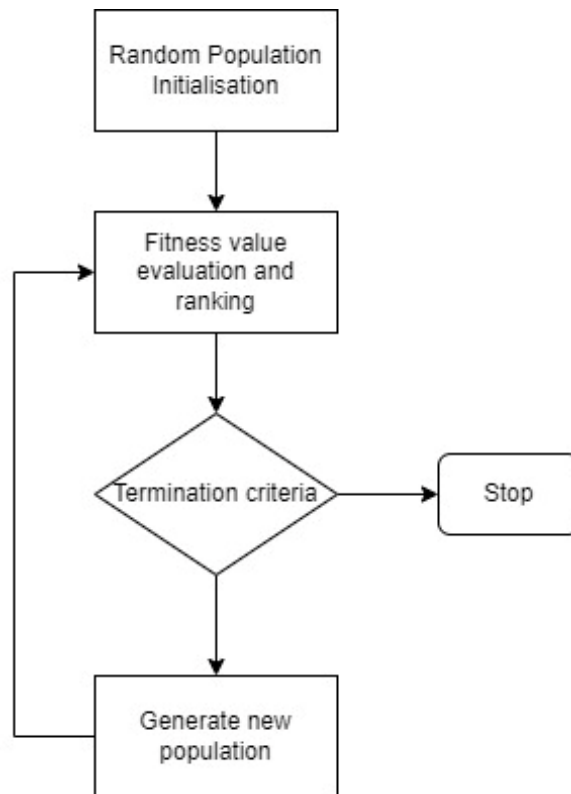 Random Population
Initialisation
Fitness value
evaluation and
ranking
Termination criteria
Stop
Generate new
population